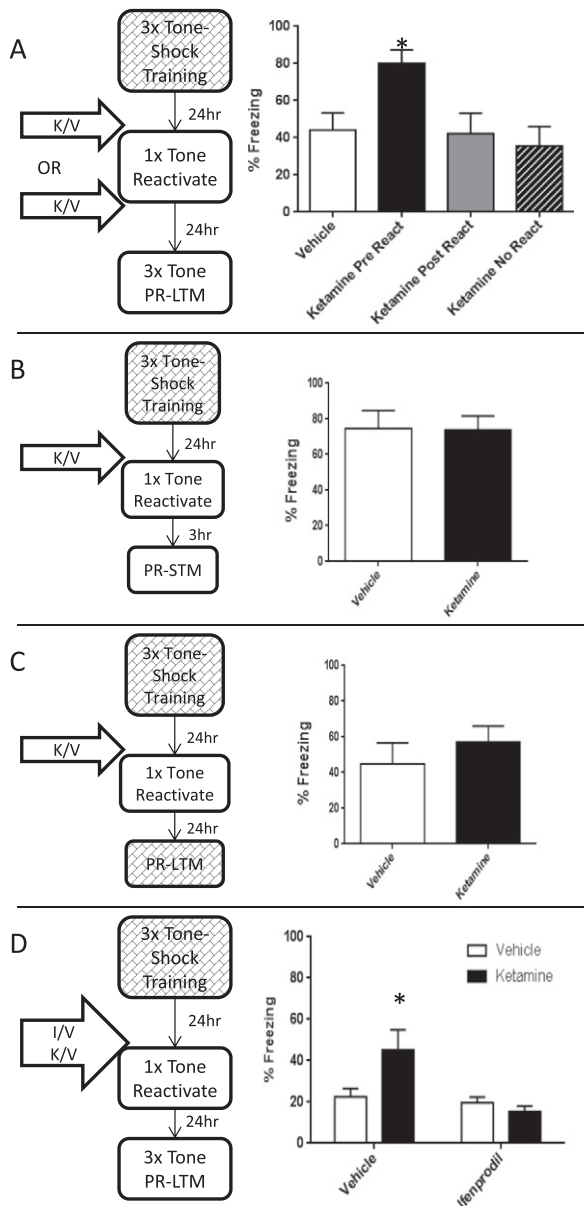 A
3x Tone-
Shock
Training
24hr
K/V
OR
K/V
1x Tone
Reactivate
24hr
3x Tone
PR-LTM
% Freezing
100
80
60
40
20
0
*
Vehicle
Ketamine Pre React
Ketamine Post React
Ketamine No React
B
3x Tone-
Shock
Training
24hr
K/V
1x Tone
Reactivate
3hr
PR-STM
% Freezing
100
80
60
40
20
0
Vehicle
Ketamine
C
3x Tone-
Shock
Training
24hr
K/V
1x Tone
Reactivate
24hr
PR-LTM
% Freezing
100
80
60
40
20
0
Vehicle
Ketamine
D
3x Tone-
Shock
Training
24hr
I/V
K/V
1x Tone
Reactivate
24hr
3x Tone
PR-LTM
% Freezing
100
80
60
40
20
0
Vehicle
Ketamine
*
Vehicle
Ifenprodil